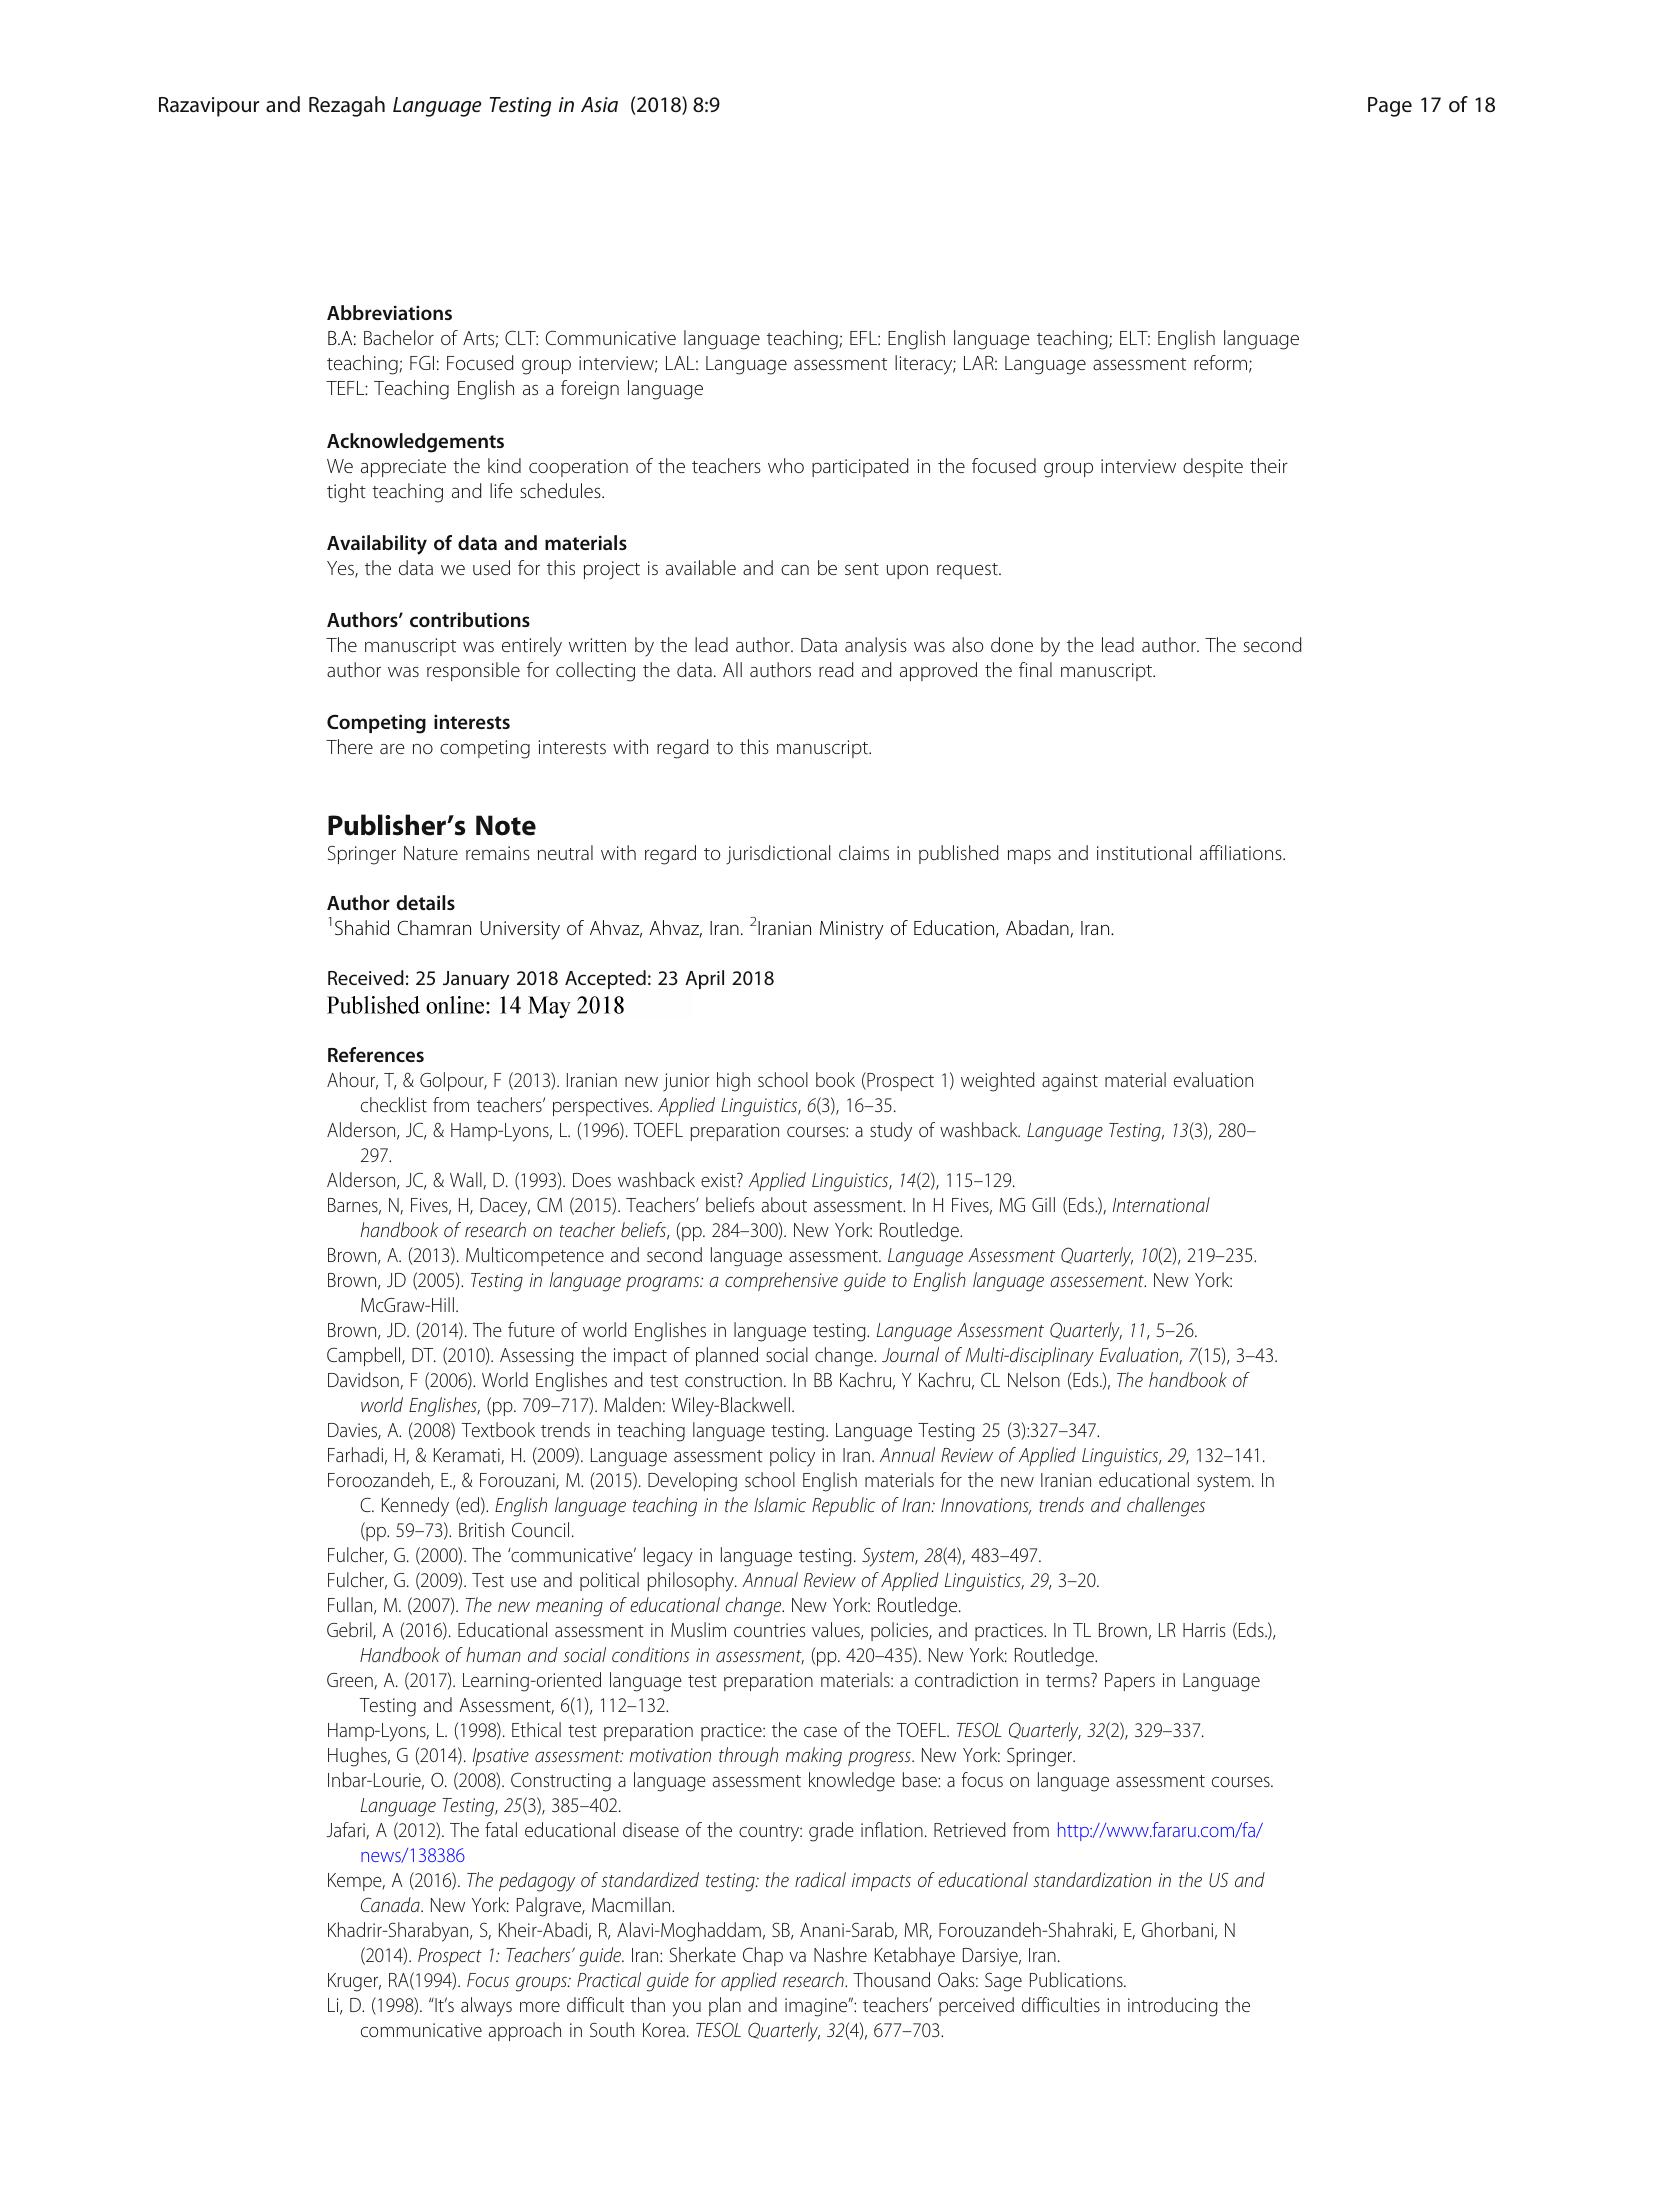 Razavipour and Rezagah Language Testing in Asia (2018) 8:9
Page 17 of 18
Abbreviations
B.A: Bachelor of Arts; CLT: Communicative language teaching; EFL: English language teaching; ELT: English language
teaching; FGI: Focused group interview; LAL: Language assessment literacy; LAR: Language assessment reform;
TEFL: Teaching English as a foreign language
Acknowledgements
We appreciate the kind cooperation of the teachers who participated in the focused group interview despite their
tight teaching and life schedules.
Availability of data and materials
Yes, the data we used for this project is available and can be sent upon request.
Authors’ contributions
The manuscript was entirely written by the lead author. Data analysis was also done by the lead author. The second
author was responsible for collecting the data. All authors read and approved the final manuscript.
Competing interests
There are no competing interests with regard to this manuscript.
Publisher’s Note
Springer Nature remains neutral with regard to jurisdictional claims in published maps and institutional affiliations.
Author details
1Shahid Chamran University of Ahvaz, Ahvaz, Iran. 2Iranian Ministry of Education, Abadan, Iran.
Received: 25 January 2018 Accepted: 23 April 2018
Published online: 14 May 2018
References
Ahour, T, & Golpour, F (2013). Iranian new junior high school book (Prospect 1) weighted against material evaluation
checklist from teachers’ perspectives. Applied Linguistics, 6(3), 16–35.
Alderson, JC, & Hamp-Lyons, L. (1996). TOEFL preparation courses: a study of washback. Language Testing, 13(3), 280–
297.
Alderson, JC, & Wall, D. (1993). Does washback exist? Applied Linguistics, 14(2), 115–129.
Barnes, N, Fives, H, Dacey, CM (2015). Teachers’ beliefs about assessment. In H Fives, MG Gill (Eds.), International
handbook of research on teacher beliefs, (pp. 284–300). New York: Routledge.
Brown, A. (2013). Multicompetence and second language assessment. Language Assessment Quarterly, 10(2), 219–235.
Brown, JD (2005). Testing in language programs: a comprehensive guide to English language assessement. New York:
McGraw-Hill.
Brown, JD. (2014). The future of world Englishes in language testing. Language Assessment Quarterly, 11, 5–26.
Campbell, DT. (2010). Assessing the impact of planned social change. Journal of Multi-disciplinary Evaluation, 7(15), 3–43.
Davidson, F (2006). World Englishes and test construction. In BB Kachru, Y Kachru, CL Nelson (Eds.), The handbook of
world Englishes, (pp. 709–717). Malden: Wiley-Blackwell.
Davies, A. (2008) Textbook trends in teaching language testing. Language Testing 25 (3):327–347.
Farhadi, H, & Keramati, H. (2009). Language assessment policy in Iran. Annual Review of Applied Linguistics, 29, 132–141.
Foroozandeh, E., & Forouzani, M. (2015). Developing school English materials for the new Iranian educational system. In
C. Kennedy (ed). English language teaching in the Islamic Republic of Iran: Innovations, trends and challenges
(pp. 59–73). British Council.
Fulcher, G. (2000). The ‘communicative’ legacy in language testing. System, 28(4), 483–497.
Fulcher, G. (2009). Test use and political philosophy. Annual Review of Applied Linguistics, 29, 3–20.
Fullan, M. (2007). The new meaning of educational change. New York: Routledge.
Gebril, A (2016). Educational assessment in Muslim countries values, policies, and practices. In TL Brown, LR Harris (Eds.),
Handbook of human and social conditions in assessment, (pp. 420–435). New York: Routledge.
Green, A. (2017). Learning-oriented language test preparation materials: a contradiction in terms? Papers in Language
Testing and Assessment, 6(1), 112–132.
Hamp-Lyons, L. (1998). Ethical test preparation practice: the case of the TOEFL. TESOL Quarterly, 32(2), 329–337.
Hughes, G (2014). Ipsative assessment: motivation through making progress. New York: Springer.
Inbar-Lourie, O. (2008). Constructing a language assessment knowledge base: a focus on language assessment courses.
Language Testing, 25(3), 385–402.
Jafari, A (2012). The fatal educational disease of the country: grade inflation. Retrieved from http://www.fararu.com/fa/
news/138386
Kempe, A (2016). The pedagogy of standardized testing: the radical impacts of educational standardization in the US and
Canada. New York: Palgrave, Macmillan.
Khadrir-Sharabyan, S, Kheir-Abadi, R, Alavi-Moghaddam, SB, Anani-Sarab, MR, Forouzandeh-Shahraki, E, Ghorbani, N
(2014). Prospect 1: Teachers’ guide. Iran: Sherkate Chap va Nashre Ketabhaye Darsiye, Iran.
Kruger, RA(1994). Focus groups: Practical guide for applied research. Thousand Oaks: Sage Publications.
Li, D. (1998). “It’s always more difficult than you plan and imagine”: teachers’ perceived difficulties in introducing the
communicative approach in South Korea. TESOL Quarterly, 32(4), 677–703.